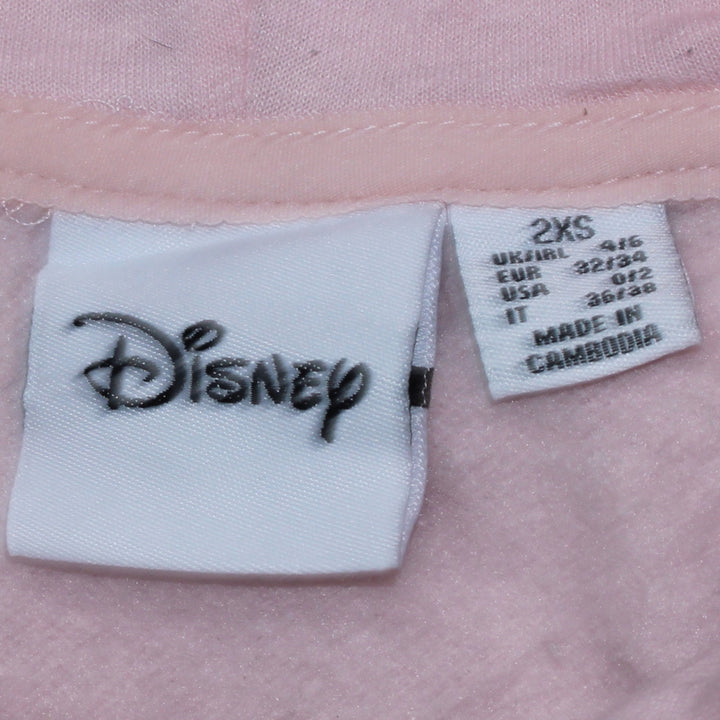 Disney
2XS
UK/IRL 4/6
EUR 32/34
USA 0/2
IT 36/38
MADE IN
CAMBODIA